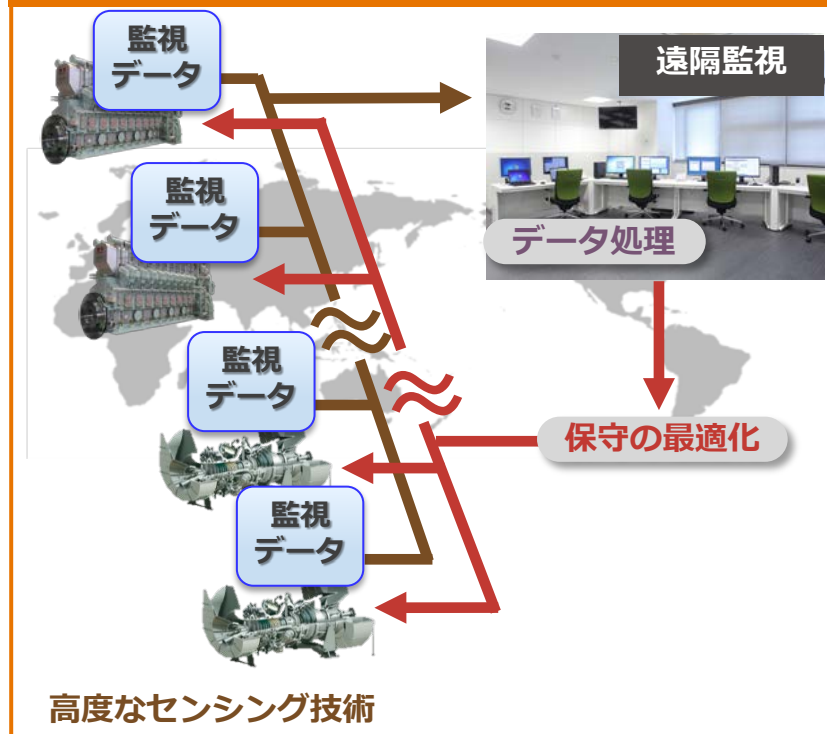 監視
データ
遠隔監視
監視
データ
データ処理
監視
データ
保守の最適化
監視
データ
高度なセンシング技術